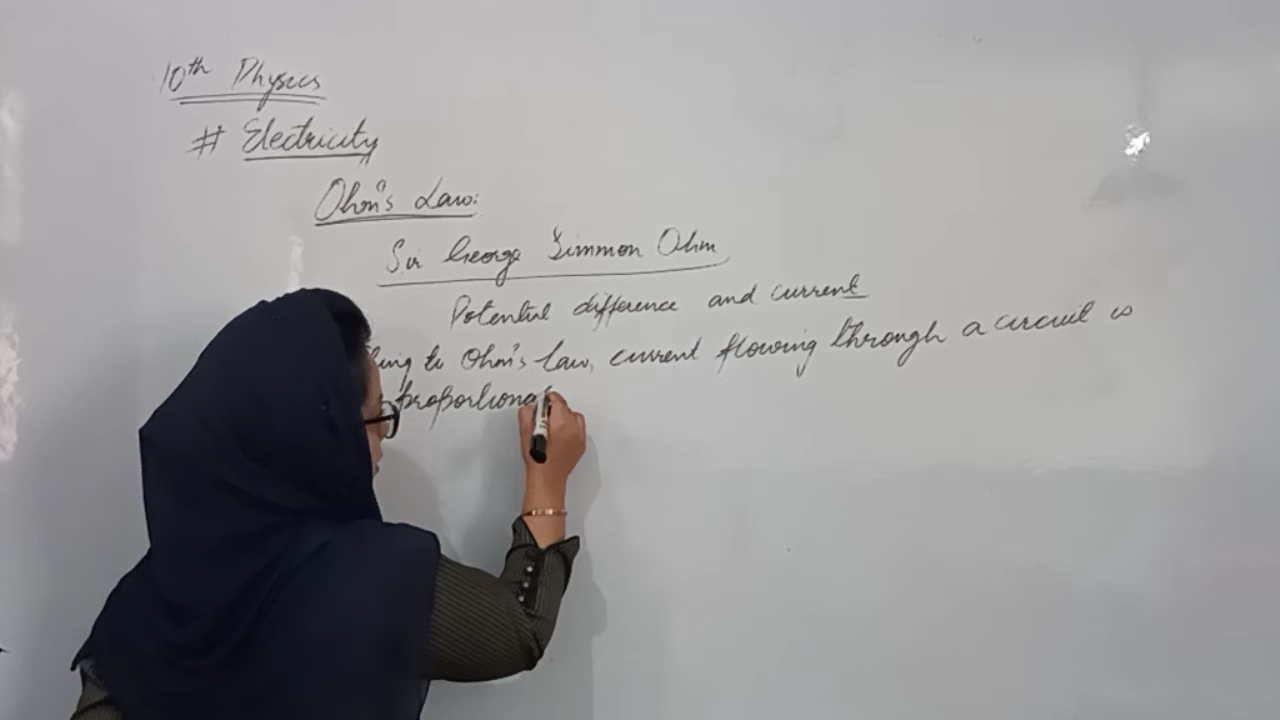 10th Physics
# Electricity
Ohm's Law:
Sir George Simmon Ohm
Potential difference and current
to Ohm's law, current flowing through a circuit is
proportional